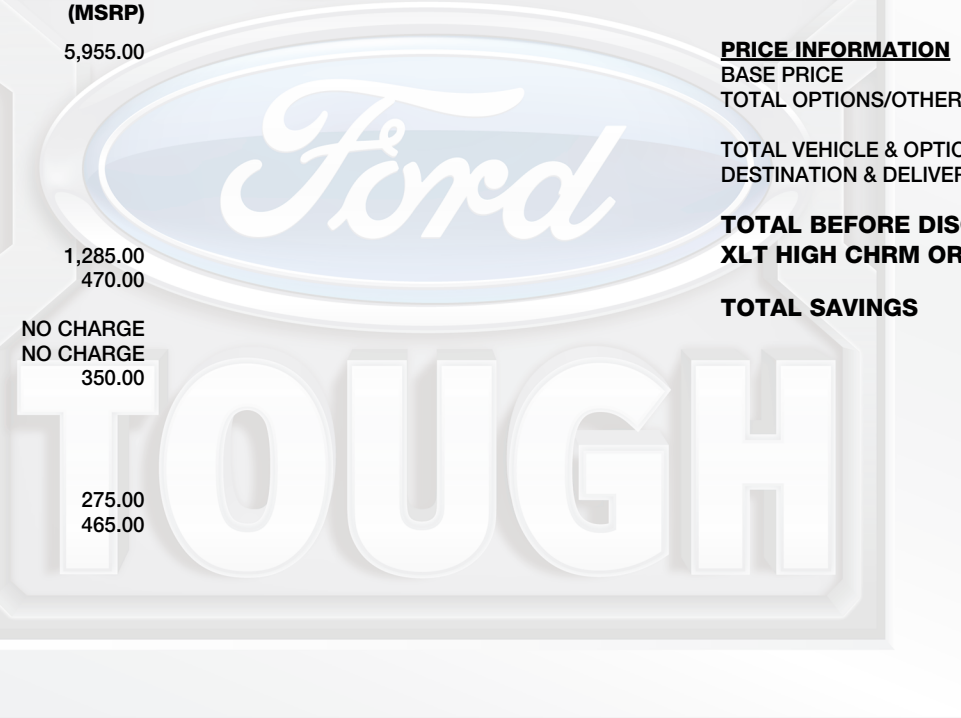 (MSRP)
5,955.00
1,285.00
470.00
NO CHARGE
NO CHARGE
350.00
275.00
465.00
PRICE INFORMATION
BASE PRICE
TOTAL OPTIONS/OTHER
TOTAL VEHICLE & OPTIO
DESTINATION & DELIVER
TOTAL BEFORE DIS
XLT HIGH CHRM OR
TOTAL SAVINGS
Ford
TOUGH